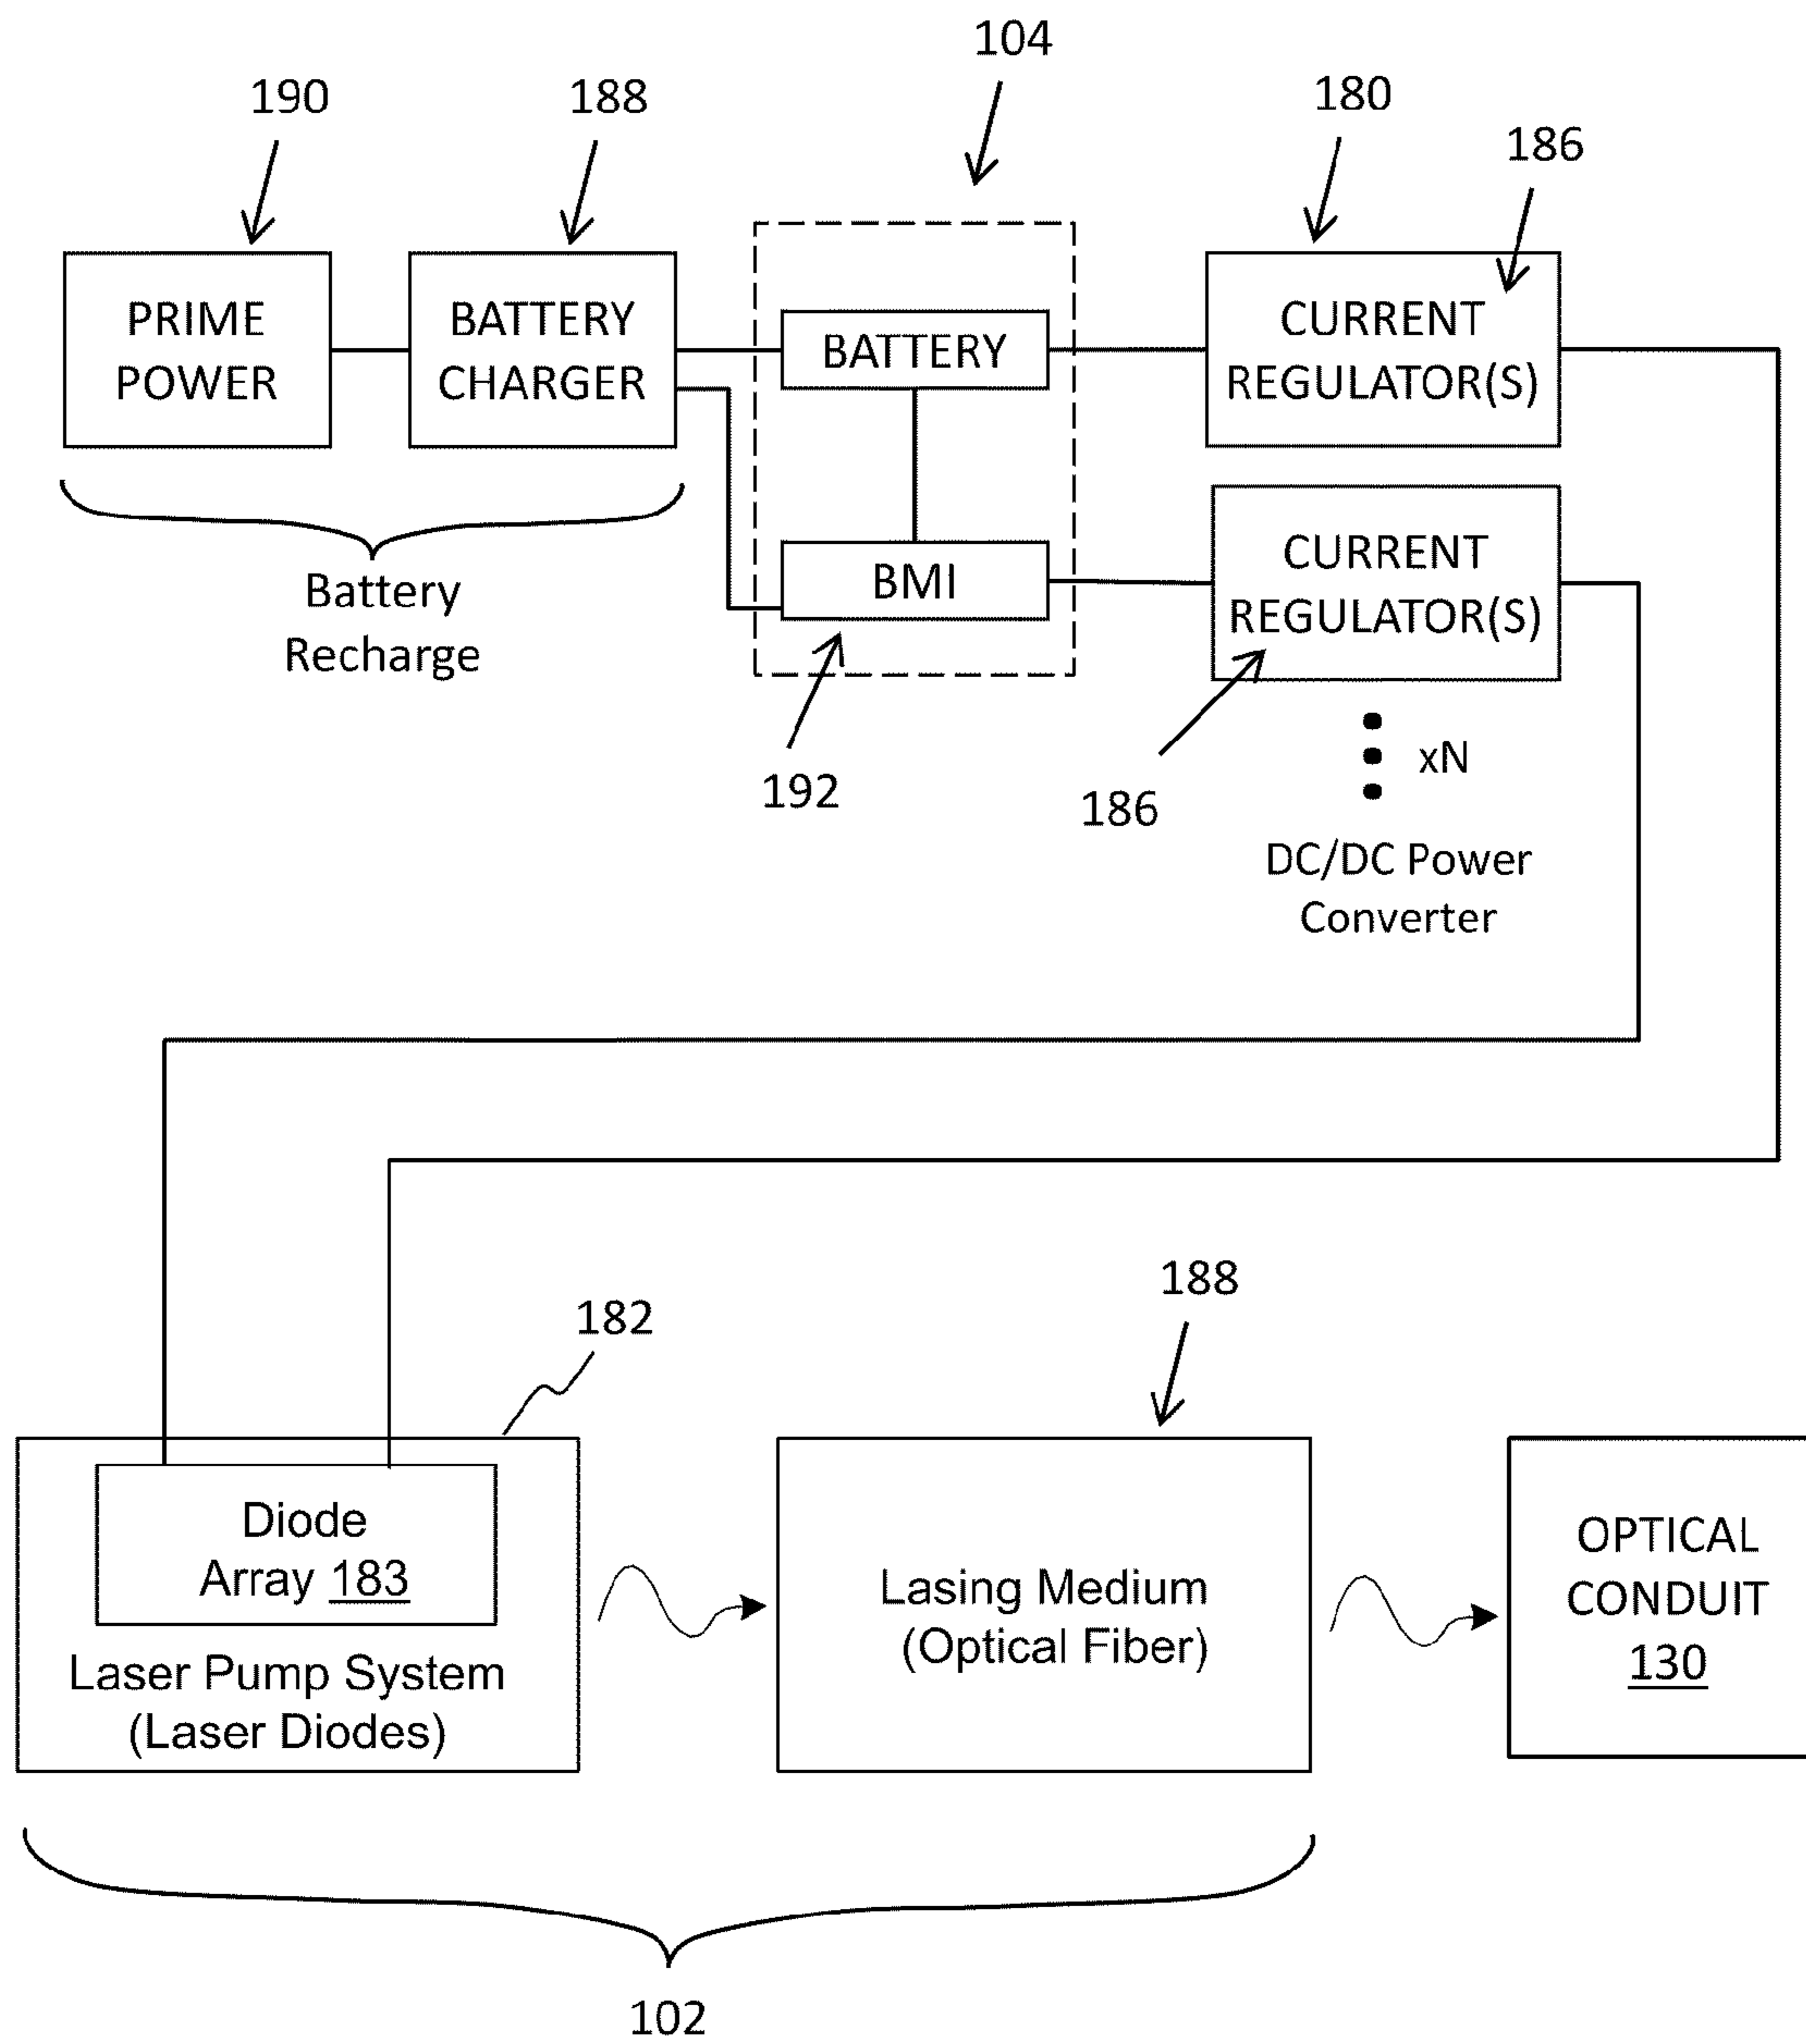 104
190
188
180
186
PRIME
POWER
BATTERY
CHARGER
BATTERY
CURRENT
REGULATOR(S)
BMI
CURRENT
REGULATOR(S)
Battery
Recharge
192
186
xN
DC/DC Power
Converter
182
188
Diode
Array 183
Laser Pump System
(Laser Diodes)
Lasing Medium
(Optical Fiber)
OPTICAL
CONDUIT
130
102